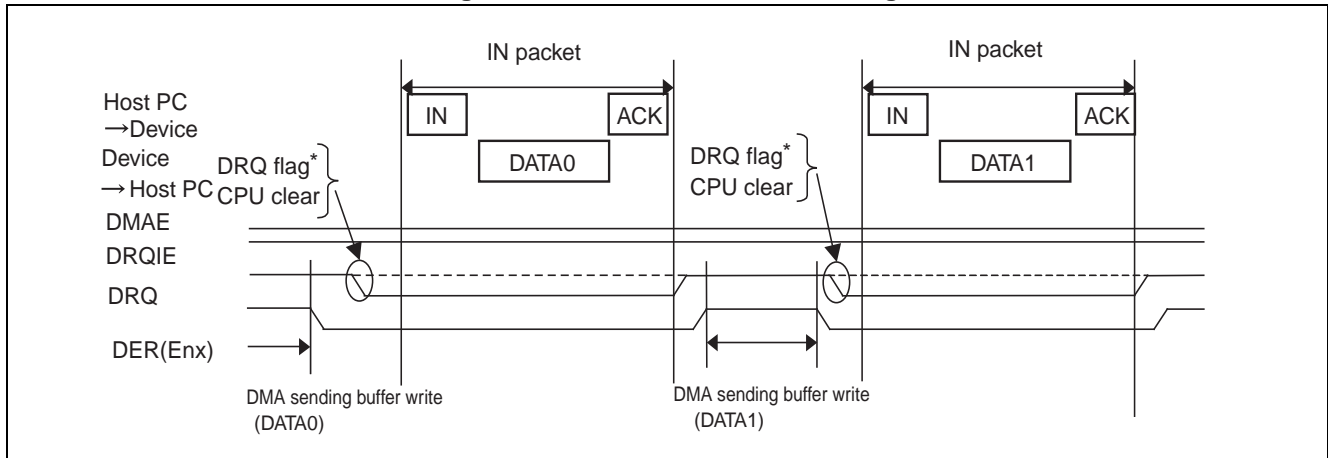 IN packet
IN packet
Host PC
→Device
IN
ACK
IN
ACK
Device
→ Host PC
DRQ flag*
CPU clear
DATA0
DRQ flag*
CPU clear
DATA1
DMAE
DRQIE
DRQ
DER(Enx)
DMA sending buffer write
(DATA0)
DMA sending buffer write
(DATA1)